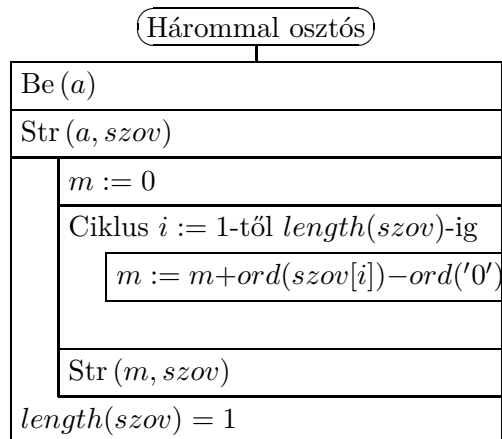 Hárommal osztós
Be (a)
Str (a, szov)
m := 0
Ciklus i := 1-től length(szov)-ig
m := m+ord(szov[i])−ord('0')
Str (m, szov)
length(szov) = 1